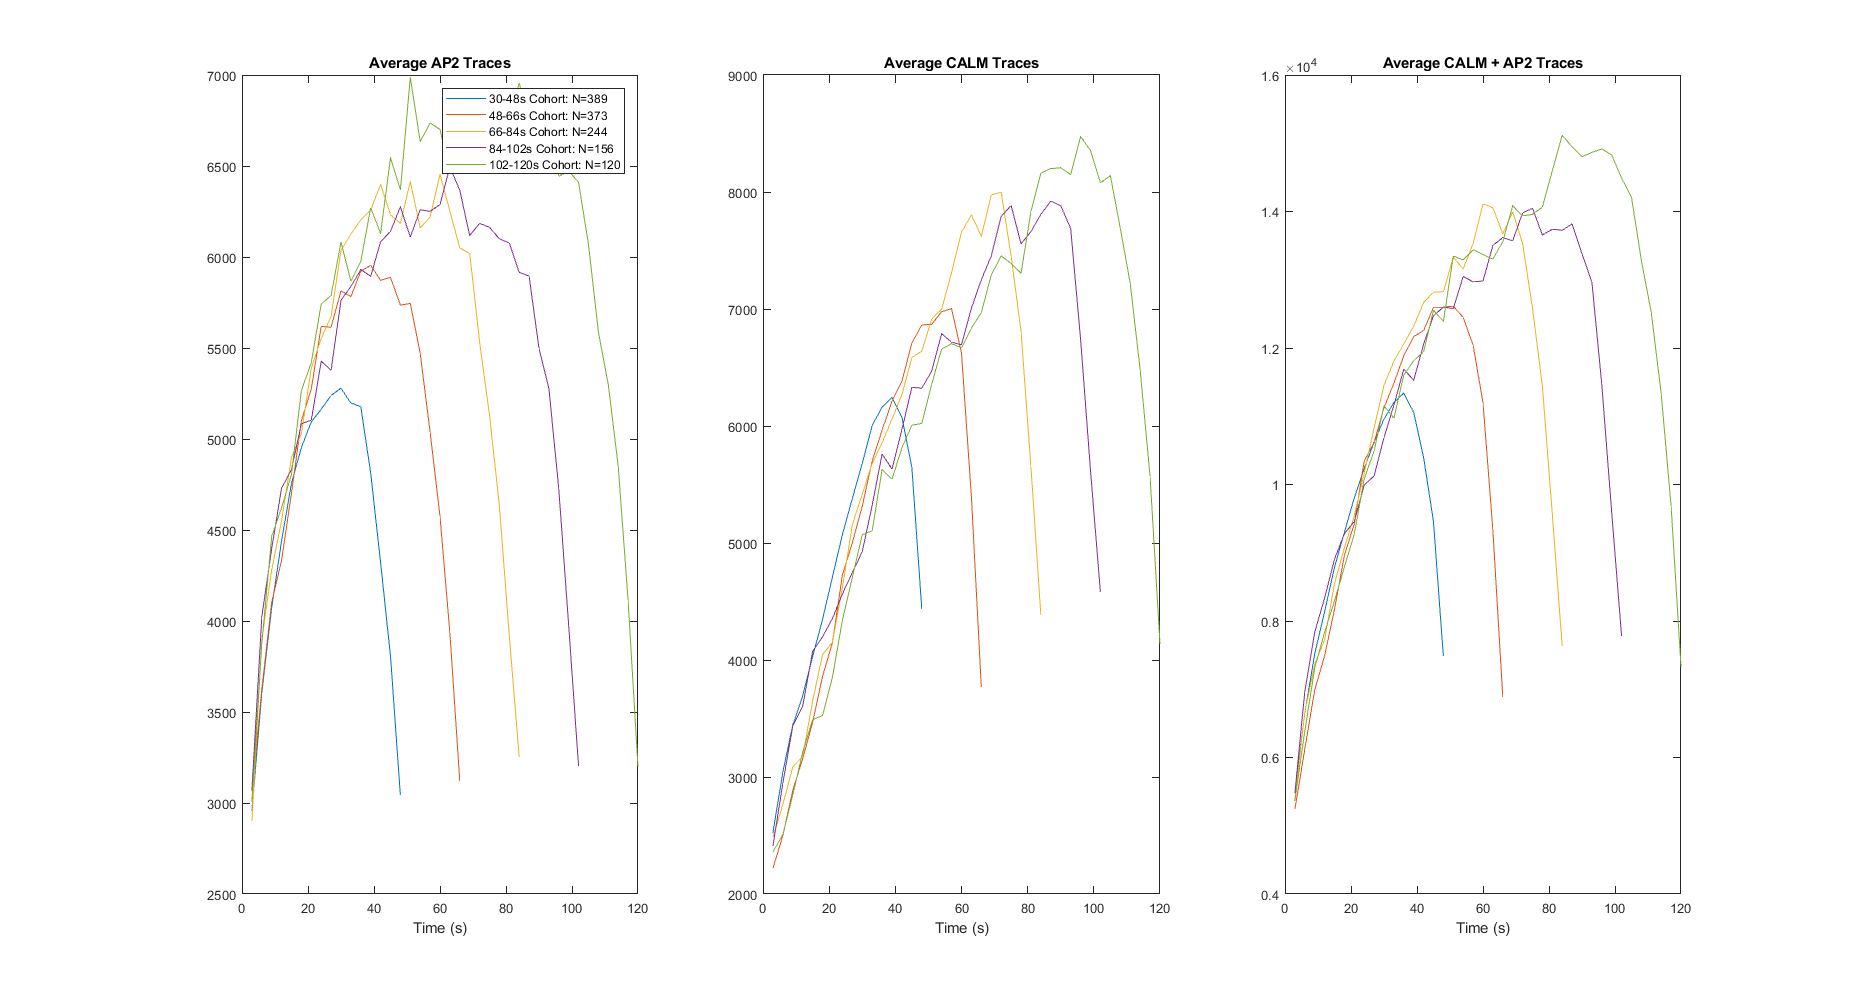 Average AP2 Traces
7000
6500
6000
5500
5000
4500
4000
3500
3000
2500
0 20 40 60 80 100 120
Time (s)
30-48s Cohort: N=389
48-66s Cohort: N=373
66-84s Cohort: N=244
84-102s Cohort: N=156
102-120s Cohort: N=120
Average CALM Traces
9000
8000
7000
6000
5000
4000
3000
2000
0 20 40 60 80 100 120
Time (s)
Average CALM + AP2 Traces
×10⁴
1.6
1.4
1.2
1
0.8
0.6
0.4
0 20 40 60 80 100 120
Time (s)